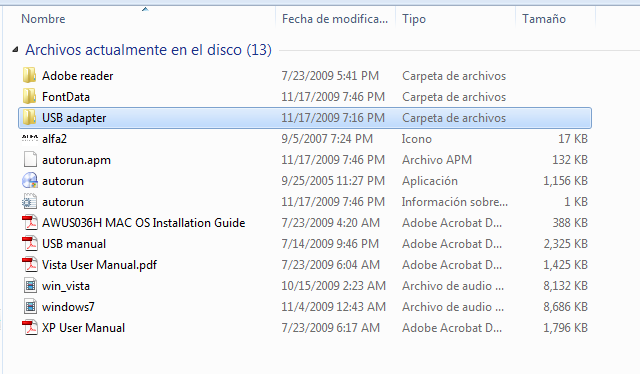 Nombre Fecha de modifica... Tipo Tamaño
Archivos actualmente en el disco (13)
Adobe reader 7/23/2009 5:41 PM Carpeta de archivos
FontData 11/17/2009 7:46 PM Carpeta de archivos
USB adapter 11/17/2009 7:16 PM Carpeta de archivos
alfa2 9/5/2007 7:24 PM Icono 17 KB
autorun.apm 11/17/2009 7:46 PM Archivo APM 132 KB
autorun 9/25/2005 11:27 PM Aplicación 1,156 KB
autorun 11/17/2009 7:46 PM Información sobre... 1 KB
AWUS036H MAC OS Installation Guide 7/23/2009 4:20 AM Adobe Acrobat D... 388 KB
USB manual 7/14/2009 9:46 PM Adobe Acrobat D... 2,325 KB
Vista User Manual.pdf 7/23/2009 6:04 AM Adobe Acrobat D... 1,425 KB
win_vista 10/15/2009 2:23 AM Archivo de audio ... 8,132 KB
windows7 11/4/2009 12:43 AM Archivo de audio ... 8,686 KB
XP User Manual 7/23/2009 6:17 AM Adobe Acrobat D... 1,796 KB